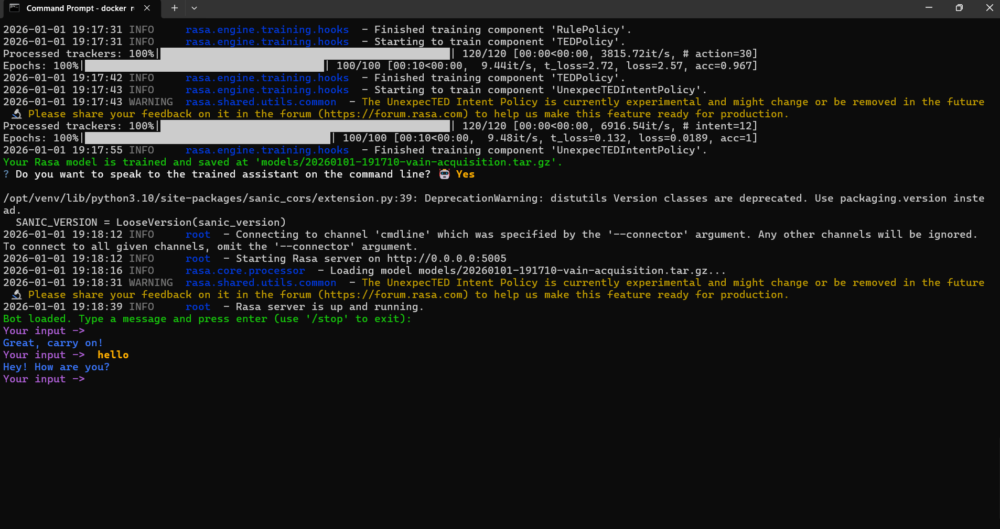 Command Prompt - docker r
2026-01-01 19:17:31 INFO     rasa.engine.training.hooks  - Finished training component 'RulePolicy'.
2026-01-01 19:17:31 INFO     rasa.engine.training.hooks  - Starting to train component 'TEDPolicy'.
Processed trackers: 100%|| 120/120 [00:00<00:00, 3815.72it/s, # action=30]
Epochs: 100%|| 100/100 [00:10<00:00,  9.44it/s, t_loss=2.72, loss=2.57, acc=0.967]
2026-01-01 19:17:42 INFO     rasa.engine.training.hooks  - Finished training component 'TEDPolicy'.
2026-01-01 19:17:43 INFO     rasa.engine.training.hooks  - Starting to train component 'UnexpecTEDIntentPolicy'.
2026-01-01 19:17:43 WARNING  rasa.shared.utils.common  - The UnexpecTED Intent Policy is currently experimental and might change or be removed in the future
🔬 Please share your feedback on it in the forum (https://forum.rasa.com) to help us make this feature ready for production.
Processed trackers: 100%|| 120/120 [00:00<00:00, 6916.54it/s, # intent=12]
Epochs: 100%|| 100/100 [00:10<00:00,  9.48it/s, t_loss=0.132, loss=0.0189, acc=1]
2026-01-01 19:17:55 INFO     rasa.engine.training.hooks  - Finished training component 'UnexpecTEDIntentPolicy'.
Your Rasa model is trained and saved at 'models/20260101-191710-vain-acquisition.tar.gz'.
? Do you want to speak to the trained assistant on the command line? 🤖 Yes
/opt/venv/lib/python3.10/site-packages/sanic_cors/extension.py:39: DeprecationWarning: distutils Version classes are deprecated. Use packaging.version inste
ad.
  SANIC_VERSION = LooseVersion(sanic_version)
2026-01-01 19:18:12 INFO     root  - Connecting to channel 'cmdline' which was specified by the '--connector' argument. Any other channels will be ignored.
To connect to all given channels, omit the '--connector' argument.
2026-01-01 19:18:12 INFO     root  - Starting Rasa server on http://0.0.0.0:5005
2026-01-01 19:18:16 INFO     rasa.core.processor  - Loading model models/20260101-191710-vain-acquisition.tar.gz...
2026-01-01 19:18:31 WARNING  rasa.shared.utils.common  - The UnexpecTED Intent Policy is currently experimental and might change or be removed in the future
🔬 Please share your feedback on it in the forum (https://forum.rasa.com) to help us make this feature ready for production.
2026-01-01 19:18:39 INFO     root  - Rasa server is up and running.
Bot loaded. Type a message and press enter (use '/stop' to exit):
Your input ->
Great, carry on!
Your input ->  hello
Hey! How are you?
Your input ->